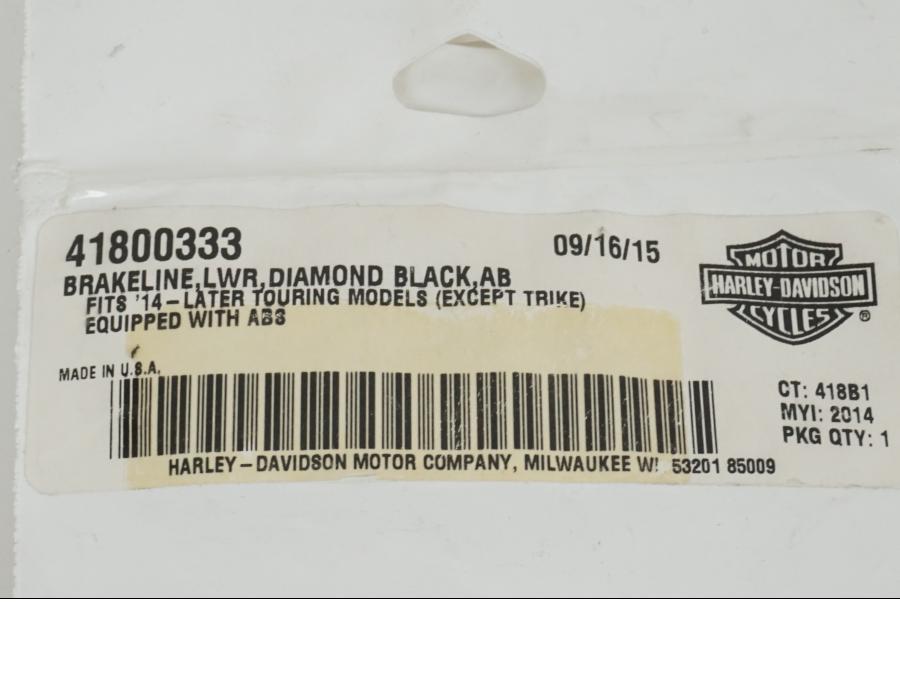 41800333
09/16/15
BRAKELINE,LWR,DIAMOND BLACK,AB
FITS '14-LATER TOURING MODELS (EXCEPT TRIKE)
EQUIPPED WITH ABS
MADE IN U.S.A.
MOTOR
HARLEY-DAVIDSON
CYCLES
®
CT: 418B1
MYI: 2014
PKG QTY: 1
HARLEY-DAVIDSON MOTOR COMPANY, MILWAUKEE WI 53201 85009